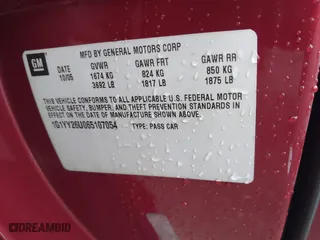 GM
MFD BY GENERAL MOTORS CORP
DATE GVWR GAWR FRT GAWR RR
10/05 1674 KG 824 KG 850 KG
3692 LB 1817 LB 1875 LB
THIS VEHICLE CONFORMS TO ALL APPLICABLE U.S. FEDERAL MOTOR
VEHICLE SAFETY, BUMPER, AND THEFT PREVENTION STANDARDS IN
EFFECT ON THE DATE OF MANUFACTURE SHOWN ABOVE.
1G1YY26U065107054 TYPE: PASS CAR
© DREAMBID